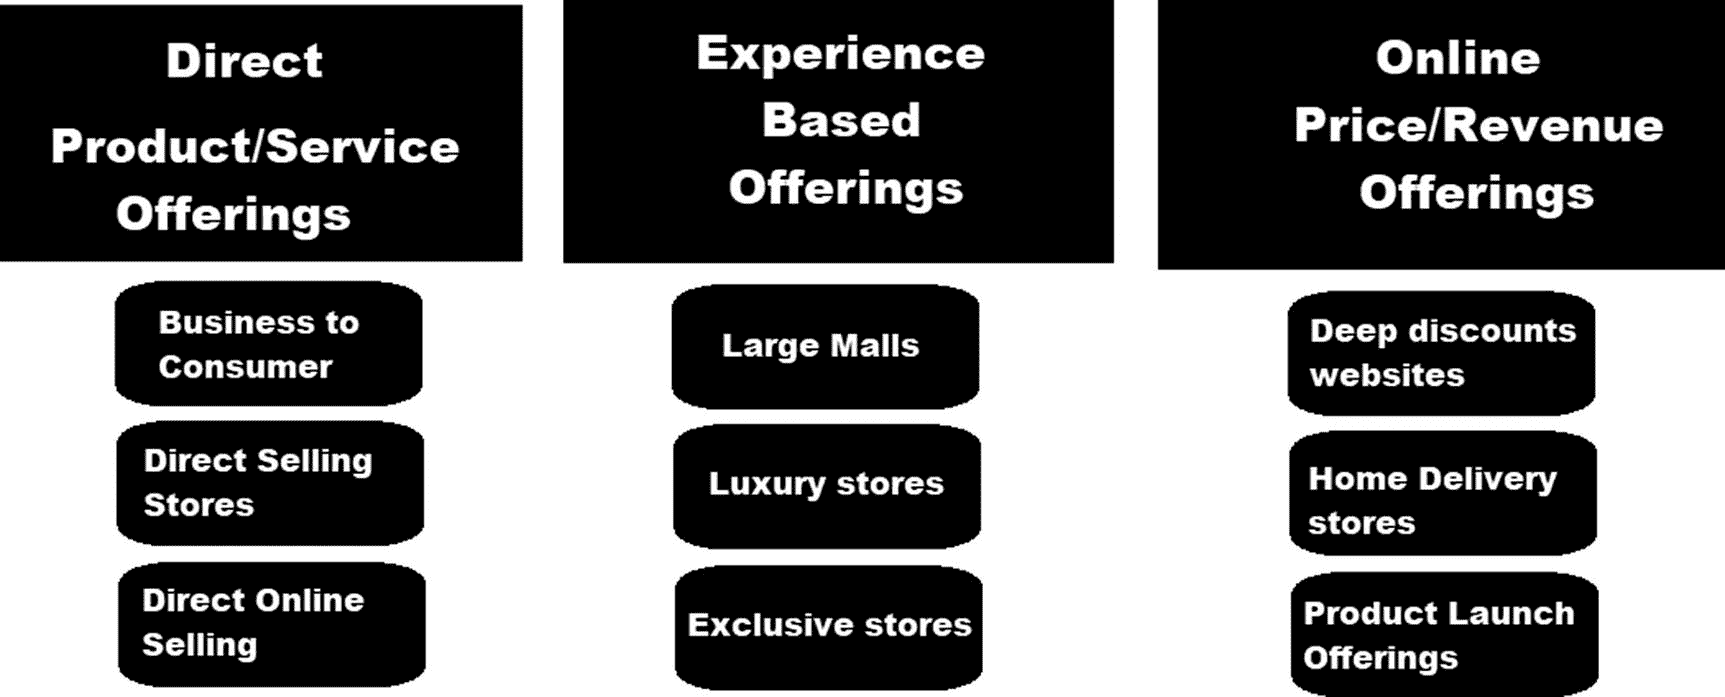 Direct
Product/Service
Offerings
Business to
Consumer
Direct Selling
Stores
Direct Online
Selling
Experience
Based
Offerings
Large Malls
Luxury stores
Exclusive stores
Online
Price/Revenue
Offerings
Deep discounts
websites
Home Delivery
stores
Product Launch
Offerings